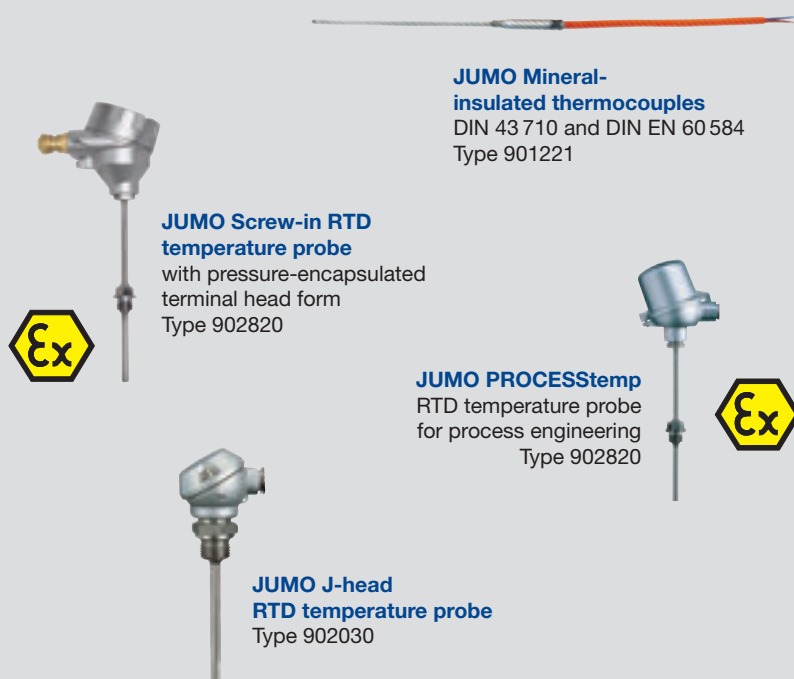 JUMO Mineral-
insulated thermocouples
DIN 43 710 and DIN EN 60 584
Type 901221
JUMO Screw-in RTD
temperature probe
with pressure-encapsulated
terminal head form
Type 902820
Ex
JUMO PROCESStemp
RTD temperature probe
for process engineering
Type 902820
Ex
JUMO J-head
RTD temperature probe
Type 902030